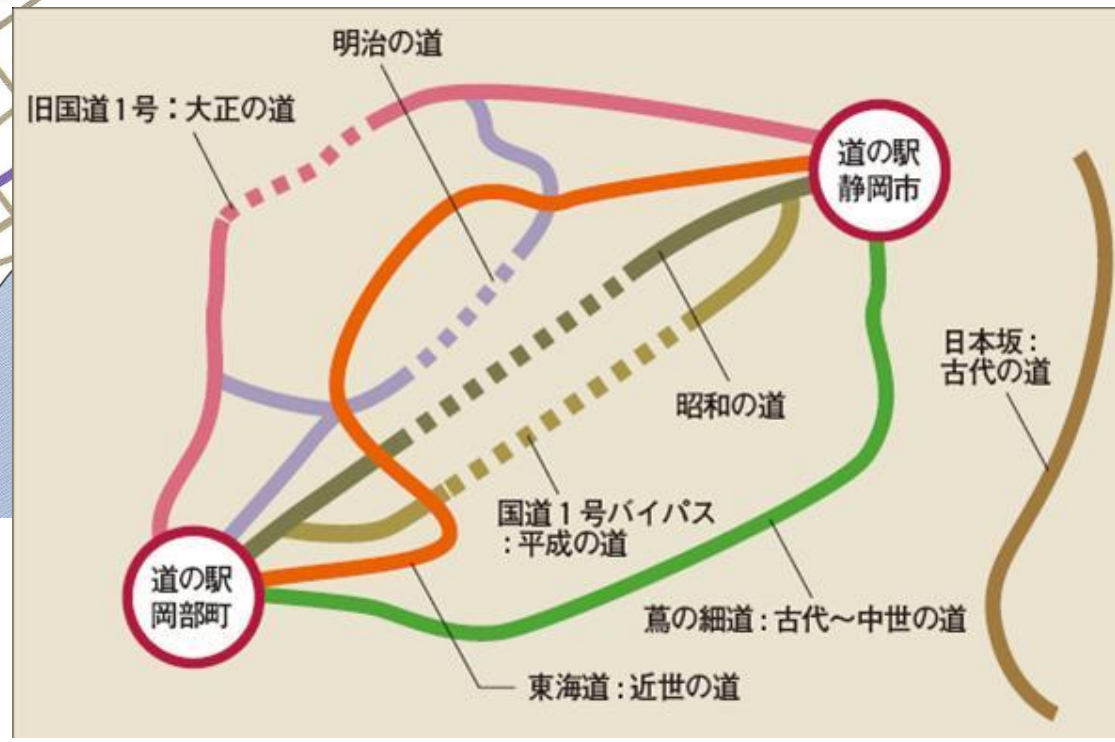 明治の道
旧国道1号：大正の道
道の駅
静岡市
日本坂：
古代の道
昭和の道
国道1号バイパス
：平成の道
道の駅
岡部町
蔦の細道：古代～中世の道
東海道：近世の道